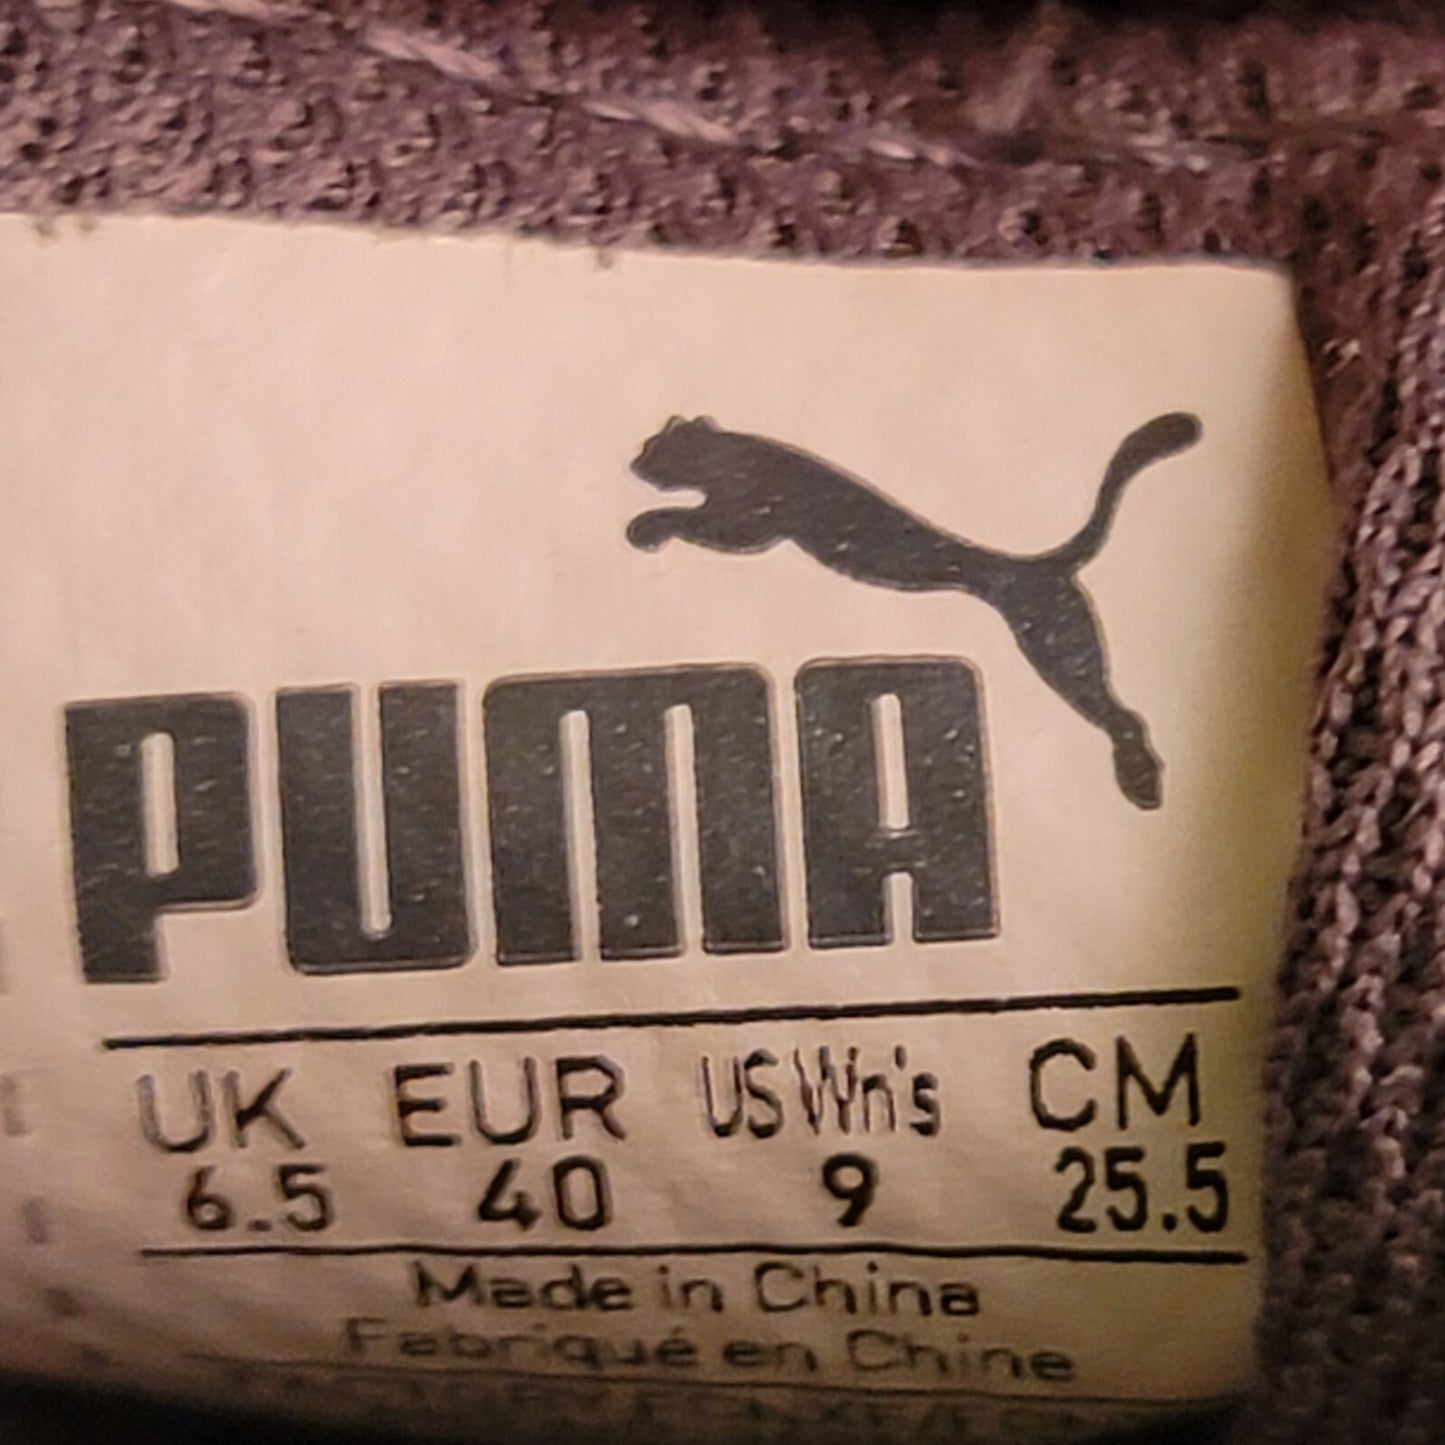 PUMA
UK EUR US Wn's CM
6.5 40 9 25.5
Made in China
Fabriqué en Chine